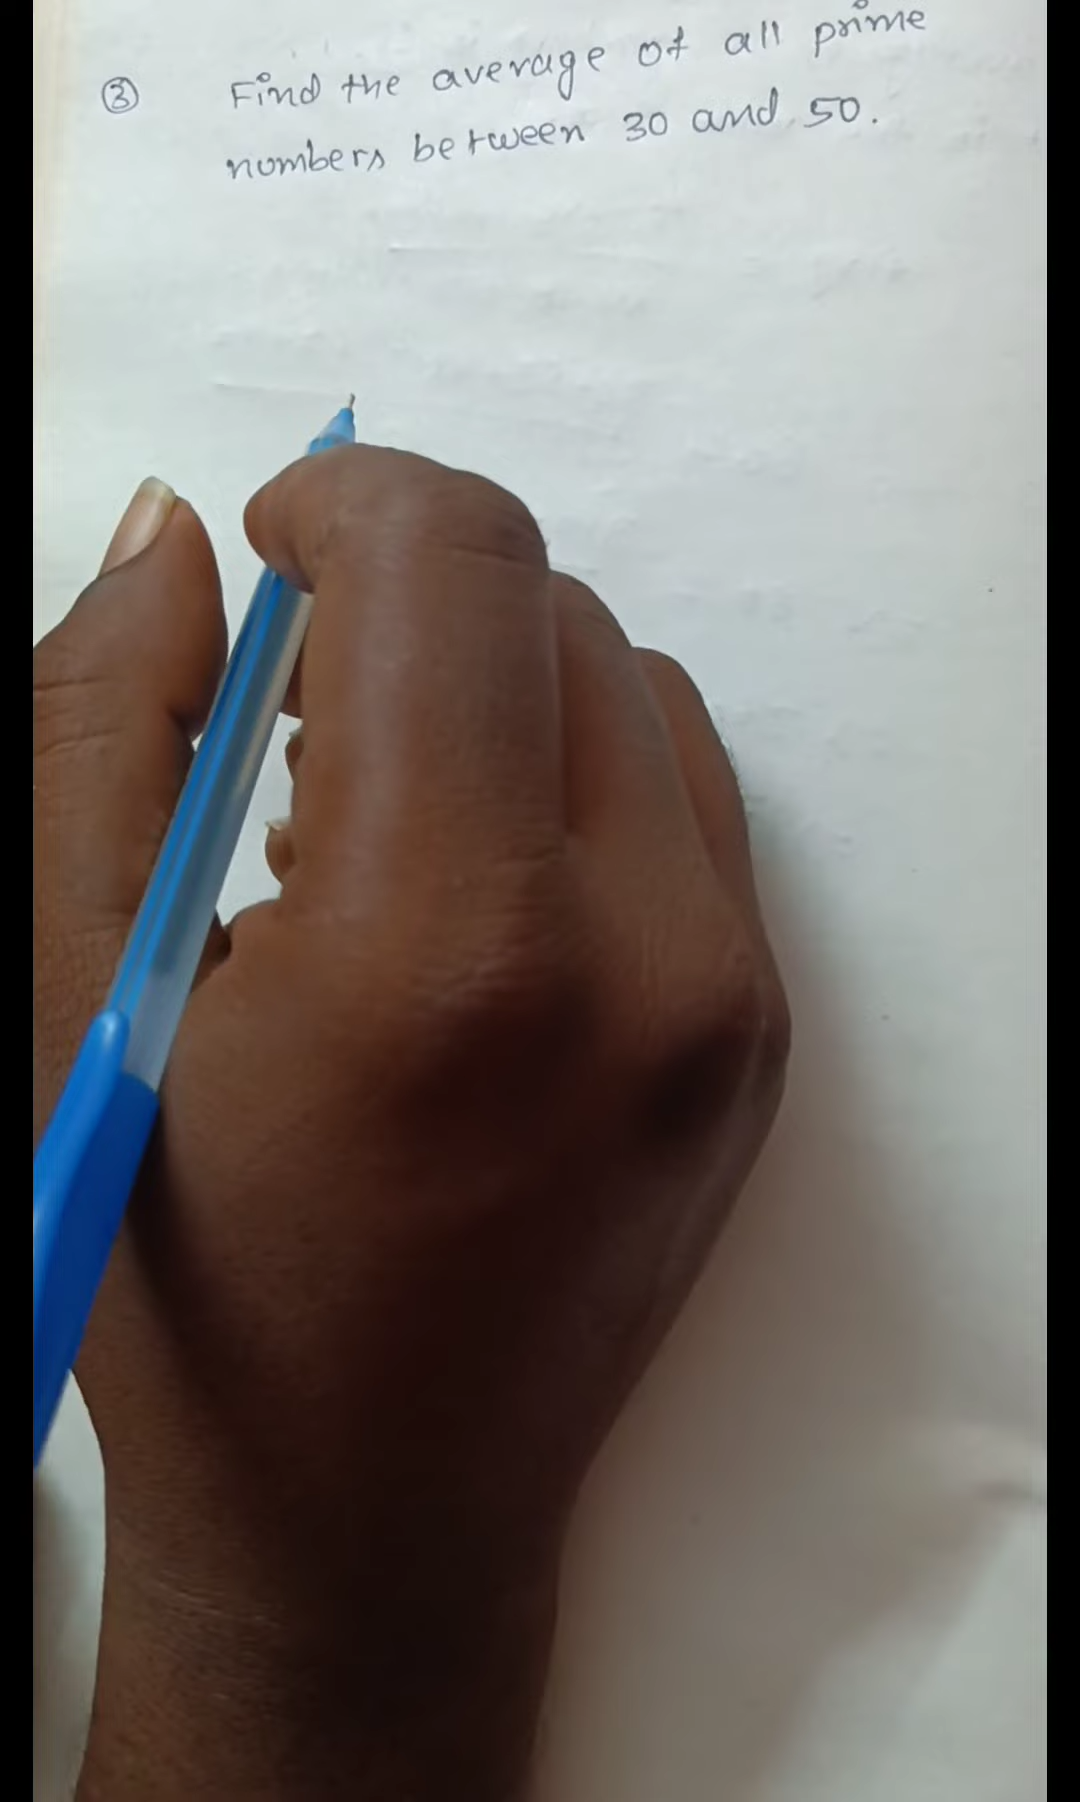 ③ Find the average of all prime
numbers between 30 and 50.